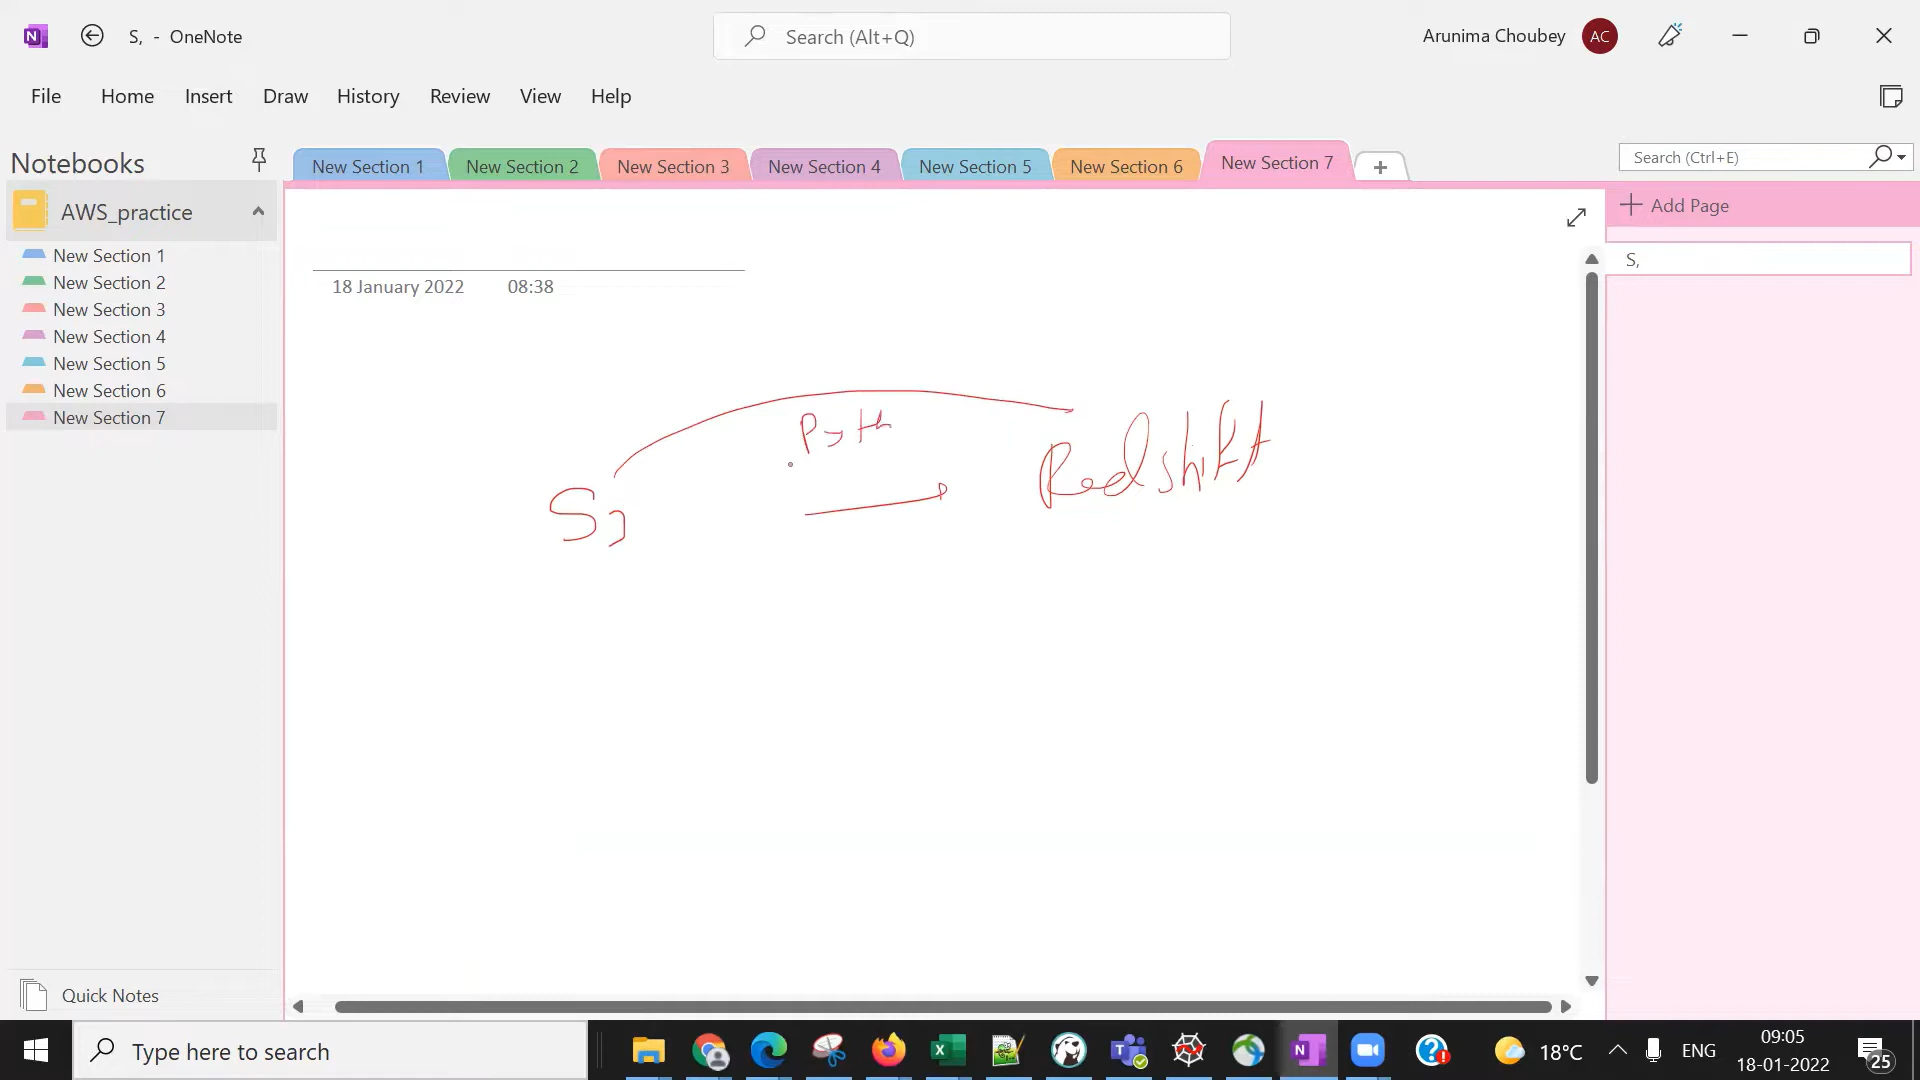 S, - OneNote
Search (Alt+Q)
Arunima Choubey
AC
File Home Insert Draw History Review View Help
Notebooks
New Section 1 New Section 2 New Section 3 New Section 4 New Section 5 New Section 6 New Section 7
Search (Ctrl+E)
AWS_practice
New Section 1
New Section 2
New Section 3
New Section 4
New Section 5
New Section 6
New Section 7
Add Page
S,
18 January 2022 08:38
Pyth
Redshift
S3
Quick Notes
Type here to search
18°C
ENG
09:05
18-01-2022
25